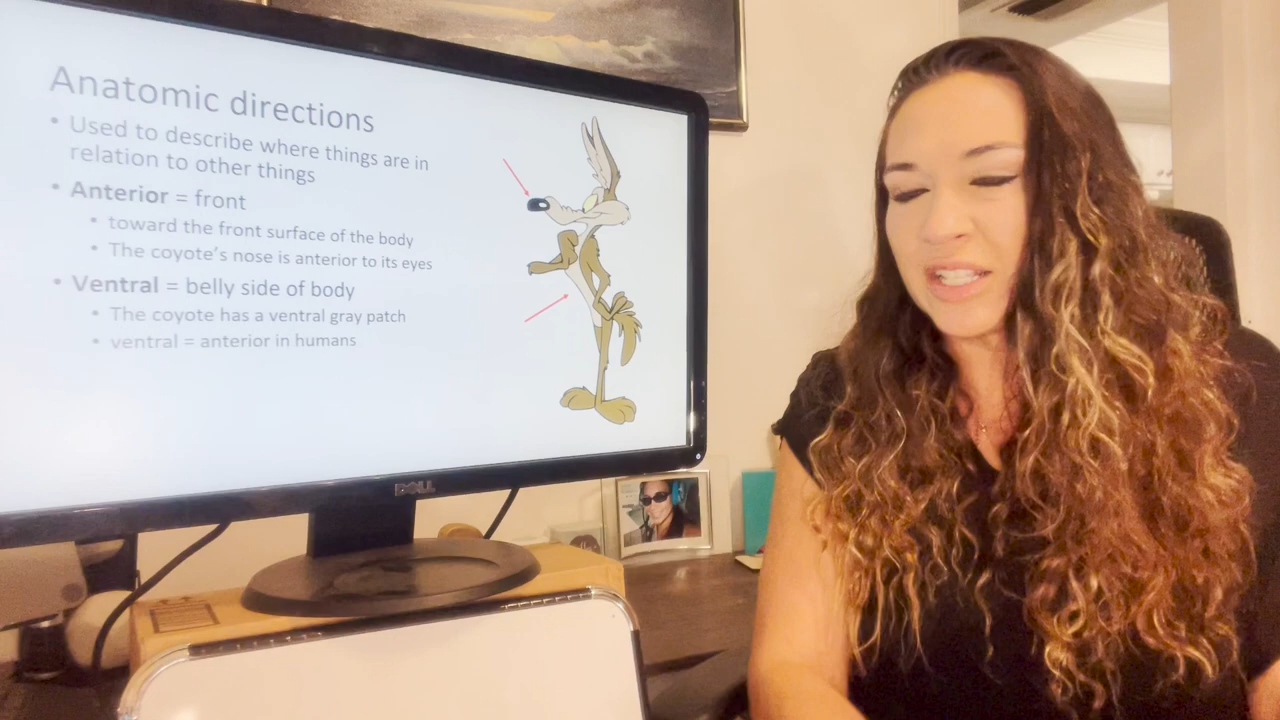 Anatomic directions
• Used to describe where things are in
relation to other things
• Anterior = front
• toward the front surface of the body
• The coyote's nose is anterior to its eyes
• Ventral = belly side of body
• The coyote has a ventral gray patch
• ventral = anterior in humans
DELL